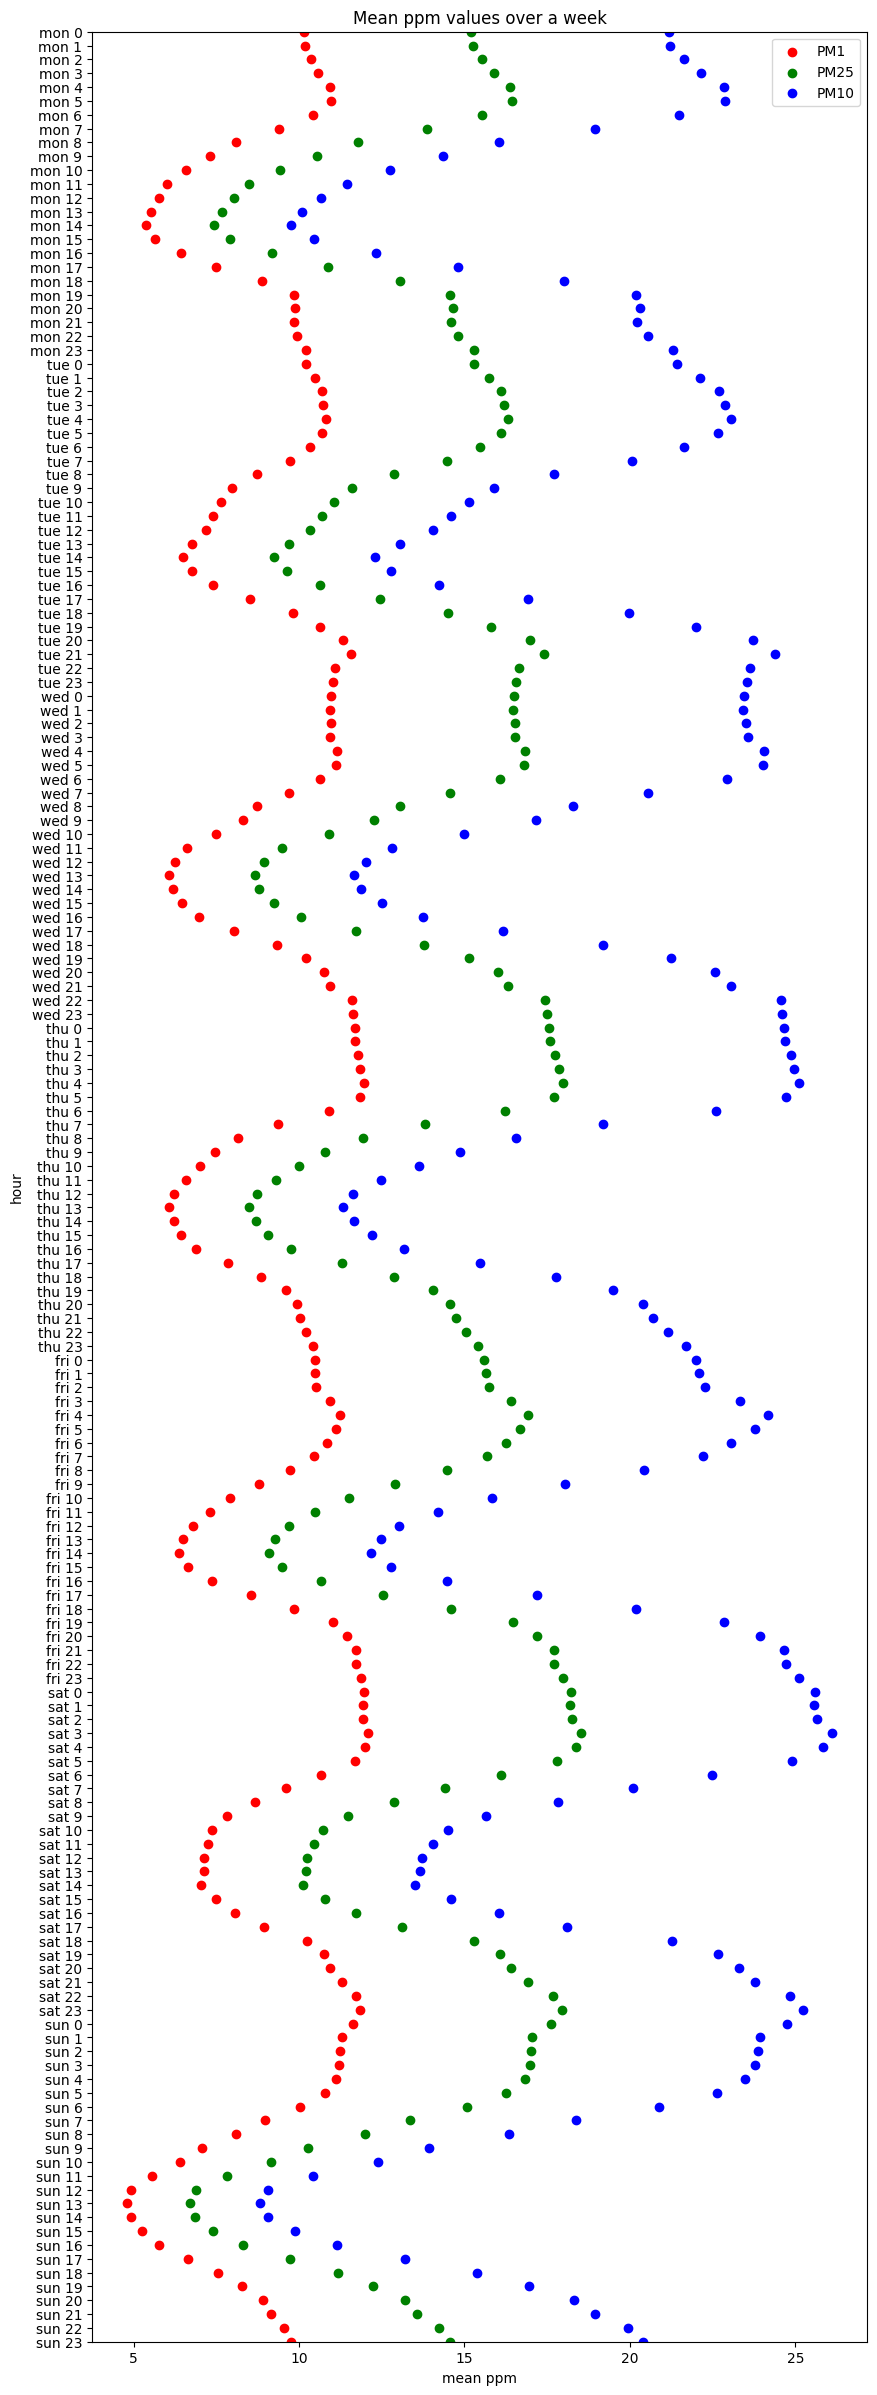 Mean ppm values over a week
PM1
PM25
PM10
mon 0
mon 1
mon 2
mon 3
mon 4
mon 5
mon 6
mon 7
mon 8
mon 9
mon 10
mon 11
mon 12
mon 13
mon 14
mon 15
mon 16
mon 17
mon 18
mon 19
mon 20
mon 21
mon 22
mon 23
tue 0
tue 1
tue 2
tue 3
tue 4
tue 5
tue 6
tue 7
tue 8
tue 9
tue 10
tue 11
tue 12
tue 13
tue 14
tue 15
tue 16
tue 17
tue 18
tue 19
tue 20
tue 21
tue 22
tue 23
wed 0
wed 1
wed 2
wed 3
wed 4
wed 5
wed 6
wed 7
wed 8
wed 9
wed 10
wed 11
wed 12
wed 13
wed 14
wed 15
wed 16
wed 17
wed 18
wed 19
wed 20
wed 21
wed 22
wed 23
thu 0
thu 1
thu 2
thu 3
thu 4
thu 5
thu 6
thu 7
thu 8
thu 9
thu 10
thu 11
thu 12
thu 13
thu 14
thu 15
thu 16
thu 17
thu 18
thu 19
thu 20
thu 21
thu 22
thu 23
fri 0
fri 1
fri 2
fri 3
fri 4
fri 5
fri 6
fri 7
fri 8
fri 9
fri 10
fri 11
fri 12
fri 13
fri 14
fri 15
fri 16
fri 17
fri 18
fri 19
fri 20
fri 21
fri 22
fri 23
sat 0
sat 1
sat 2
sat 3
sat 4
sat 5
sat 6
sat 7
sat 8
sat 9
sat 10
sat 11
sat 12
sat 13
sat 14
sat 15
sat 16
sat 17
sat 18
sat 19
sat 20
sat 21
sat 22
sat 23
sun 0
sun 1
sun 2
sun 3
sun 4
sun 5
sun 6
sun 7
sun 8
sun 9
sun 10
sun 11
sun 12
sun 13
sun 14
sun 15
sun 16
sun 17
sun 18
sun 19
sun 20
sun 21
sun 22
sun 23
hour
5 10 15 20 25
mean ppm